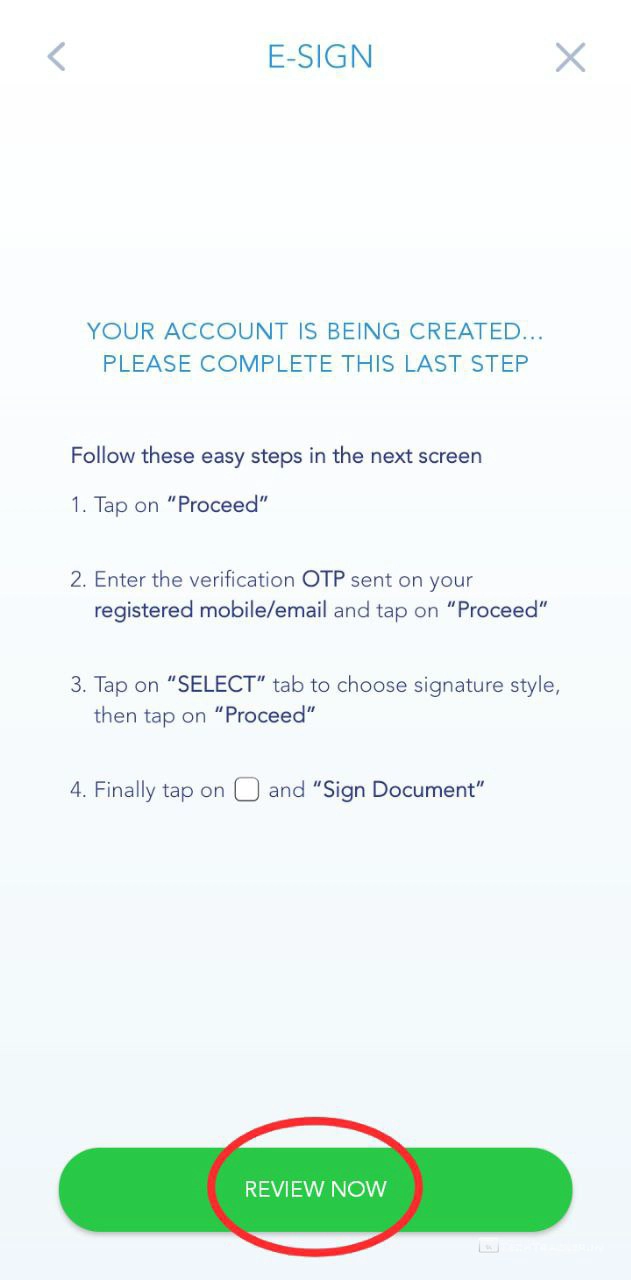 E-SIGN
YOUR ACCOUNT IS BEING CREATED...
PLEASE COMPLETE THIS LAST STEP
Follow these easy steps in the next screen
1. Tap on “Proceed”
2. Enter the verification OTP sent on your
registered mobile/email and tap on “Proceed”
3. Tap on “SELECT” tab to choose signature style,
then tap on “Proceed”
4. Finally tap on and “Sign Document”
REVIEW NOW